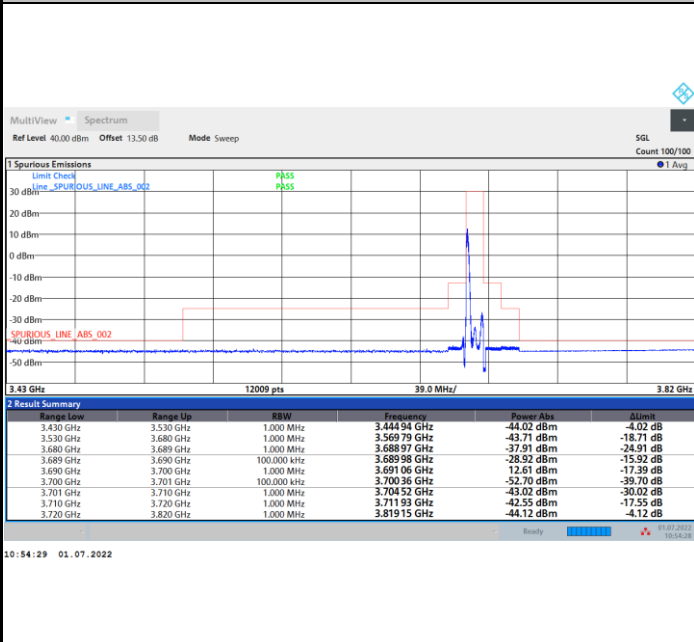 MultiView Spectrum
Ref Level 40.00 dBm Offset 13.50 dB Mode Sweep SGL
Count 100/100
1 Spurious Emissions 1 Avg
Limit Check PASS
Line _SPURIOUS_LINE_ABS_002 PASS
30 dBm
20 dBm
10 dBm
0 dBm
-10 dBm
-20 dBm
-30 dBm
SPURIOUS_LINE_ABS_002
-40 dBm
-50 dBm
3.43 GHz 12009 pts 39.0 MHz/ 3.82 GHz
2 Result Summary
Range Low Range Up RBW Frequency Power Abs ΔLimit
3.430 GHz 3.530 GHz 1.000 MHz 3.444 94 GHz -44.02 dBm -4.02 dB
3.530 GHz 3.680 GHz 1.000 MHz 3.569 79 GHz -43.71 dBm -18.71 dB
3.680 GHz 3.689 GHz 1.000 MHz 3.688 97 GHz -37.91 dBm -24.91 dB
3.689 GHz 3.690 GHz 100.000 kHz 3.689 98 GHz -28.92 dBm -15.92 dB
3.690 GHz 3.700 GHz 1.000 MHz 3.691 06 GHz 12.61 dBm -17.39 dB
3.700 GHz 3.701 GHz 100.000 kHz 3.700 36 GHz -52.70 dBm -39.70 dB
3.701 GHz 3.710 GHz 1.000 MHz 3.704 52 GHz -43.02 dBm -30.02 dB
3.710 GHz 3.720 GHz 1.000 MHz 3.711 93 GHz -42.55 dBm -17.55 dB
3.720 GHz 3.820 GHz 1.000 MHz 3.819 15 GHz -44.12 dBm -4.12 dB
Ready 01.07.2022
10:54:28
10:54:29 01.07.2022